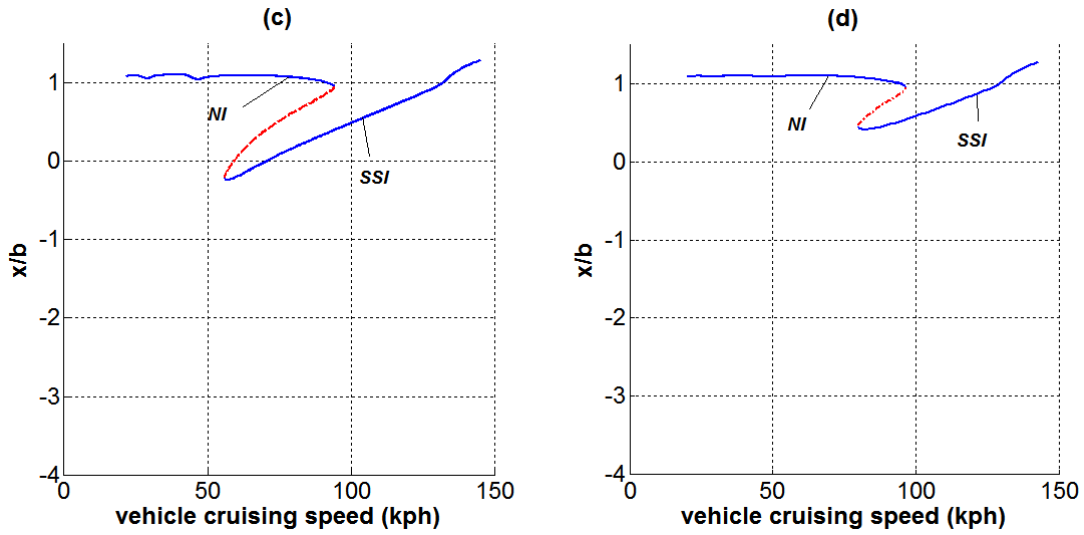 (c)
1
0
-1
-2
-3
-4
x/b
NI
SSI
0
50
100
150
vehicle cruising speed (kph)
(d)
1
0
-1
-2
-3
-4
x/b
NI
SSI
0
50
100
150
vehicle cruising speed (kph)